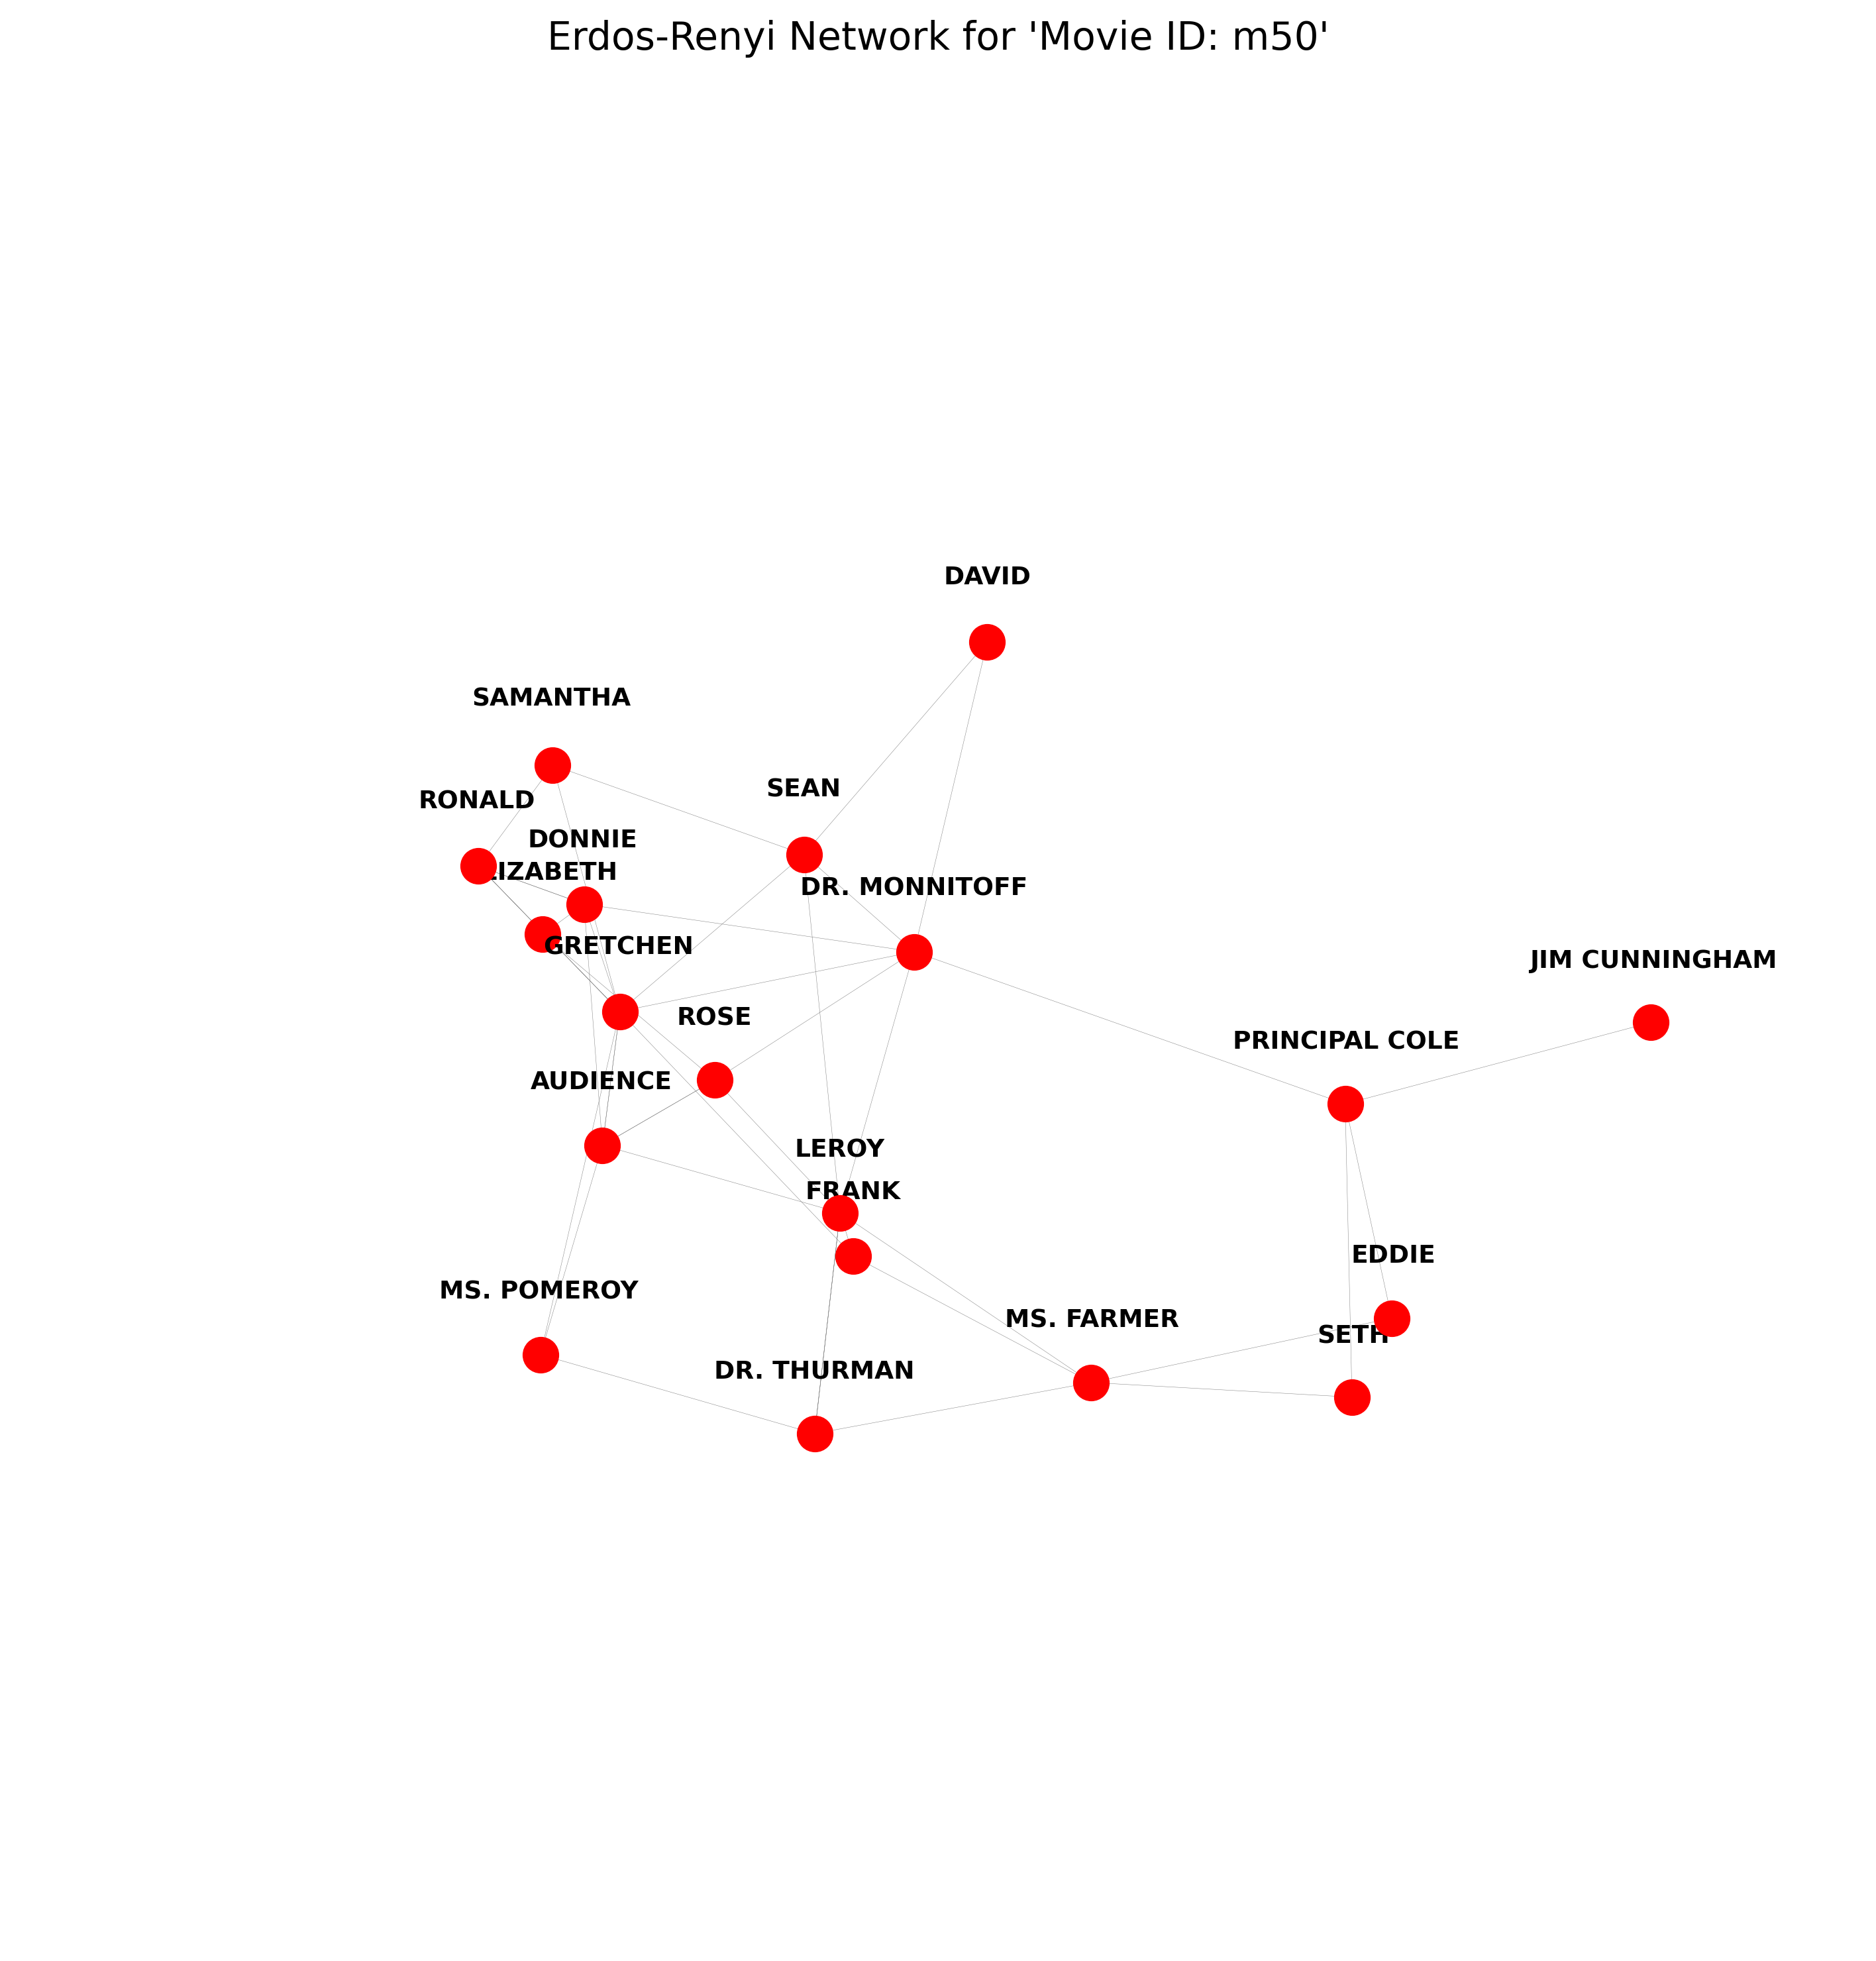 Erdos-Renyi Network for 'Movie ID: m50'
DAVID
SAMANTHA
SEAN
RONALD
DONNIE
IZABETH
DR. MONNITOFF
GRETCHEN
JIM CUNNINGHAM
ROSE
PRINCIPAL COLE
AUDIENCE
LEROY
FRANK
EDDIE
MS. POMEROY
MS. FARMER
SETH
DR. THURMAN